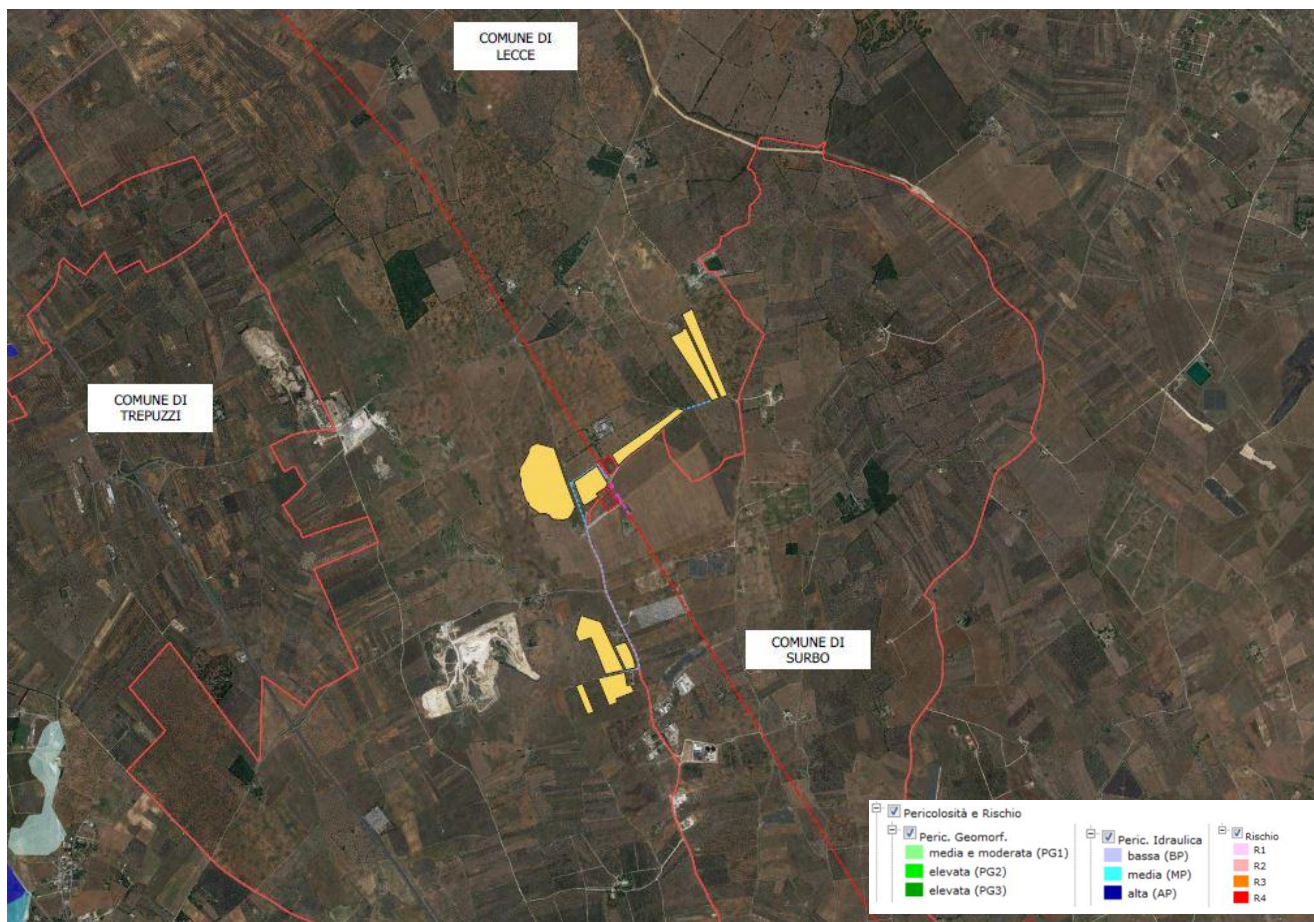 COMUNE DI
LECCE
COMUNE DI
TREPUZZI
COMUNE DI
SURBO
Pericolosità e Rischio
Peric. Geomorf.
media e moderata (PG1)
elevata (PG2)
elevata (PG3)
Peric. Idraulica
bassa (BP)
media (MP)
alta (AP)
Rischio
R1
R2
R3
R4